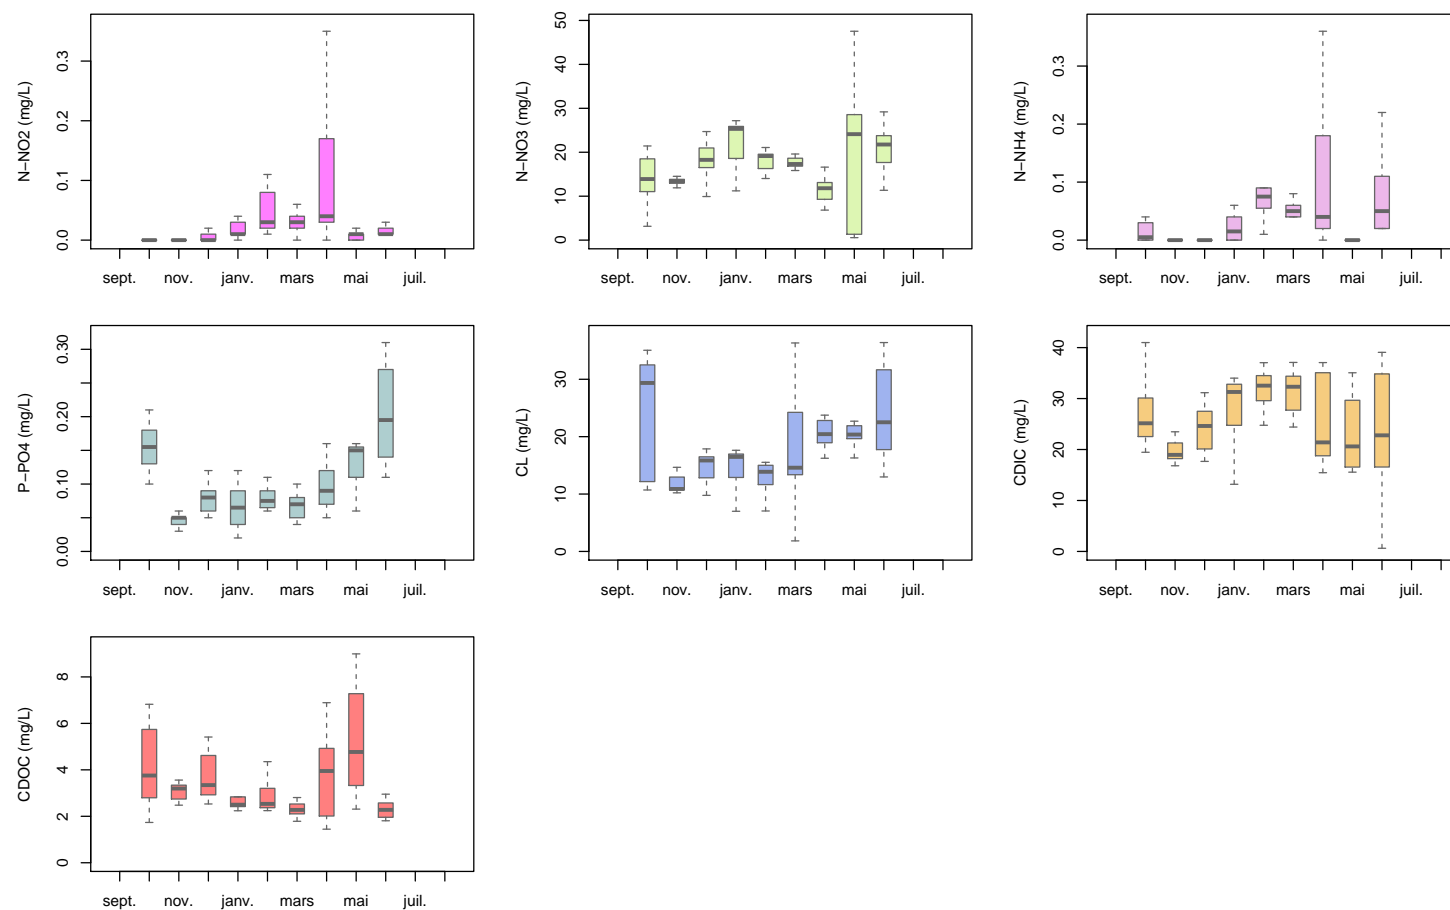 N−NO2 (mg/L)
0.0 0.1 0.2 0.3
sept. nov. janv. mars mai juil.
N−NO3 (mg/L)
0 10 20 30 40 50
sept. nov. janv. mars mai juil.
N−NH4 (mg/L)
0.0 0.1 0.2 0.3
sept. nov. janv. mars mai juil.
P−PO4 (mg/L)
0.00 0.10 0.20 0.30
sept. nov. janv. mars mai juil.
CL (mg/L)
0 10 20 30
sept. nov. janv. mars mai juil.
CDIC (mg/L)
0 10 20 30 40
sept. nov. janv. mars mai juil.
CDOC (mg/L)
0 2 4 6 8
sept. nov. janv. mars mai juil.